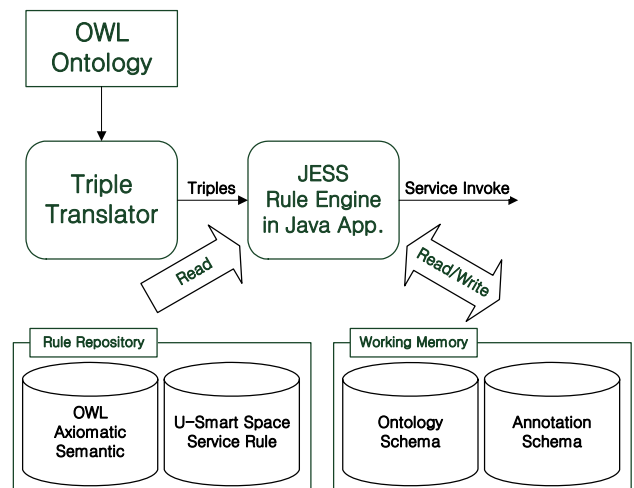 OWL
Ontology
Triple
Translator
Triples
JESS
Rule Engine
in Java App.
Service Invoke
Read
Read/Write
Rule Repository
OWL
Axiomatic
Semantic
U-Smart Space
Service Rule
Working Memory
Ontology
Schema
Annotation
Schema